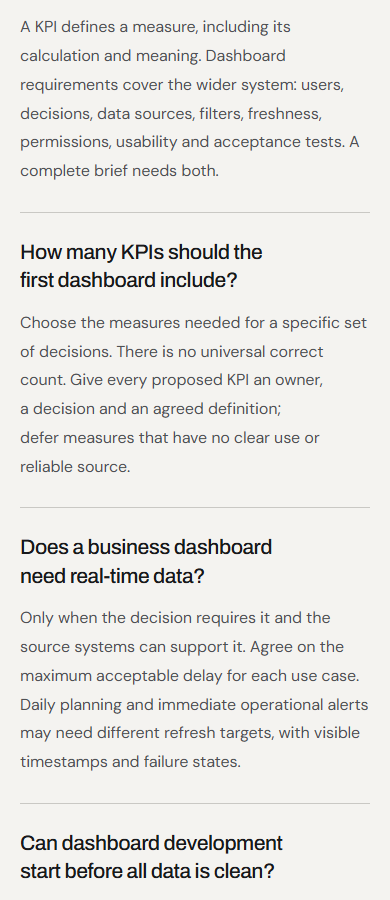 A KPI defines a measure, including its
calculation and meaning. Dashboard
requirements cover the wider system: users,
decisions, data sources, filters, freshness,
permissions, usability and acceptance tests. A
complete brief needs both.
How many KPIs should the
first dashboard include?
Choose the measures needed for a specific set
of decisions. There is no universal correct
count. Give every proposed KPI an owner,
a decision and an agreed definition;
defer measures that have no clear use or
reliable source.
Does a business dashboard
need real-time data?
Only when the decision requires it and the
source systems can support it. Agree on the
maximum acceptable delay for each use case.
Daily planning and immediate operational alerts
may need different refresh targets, with visible
timestamps and failure states.
Can dashboard development
start before all data is clean?